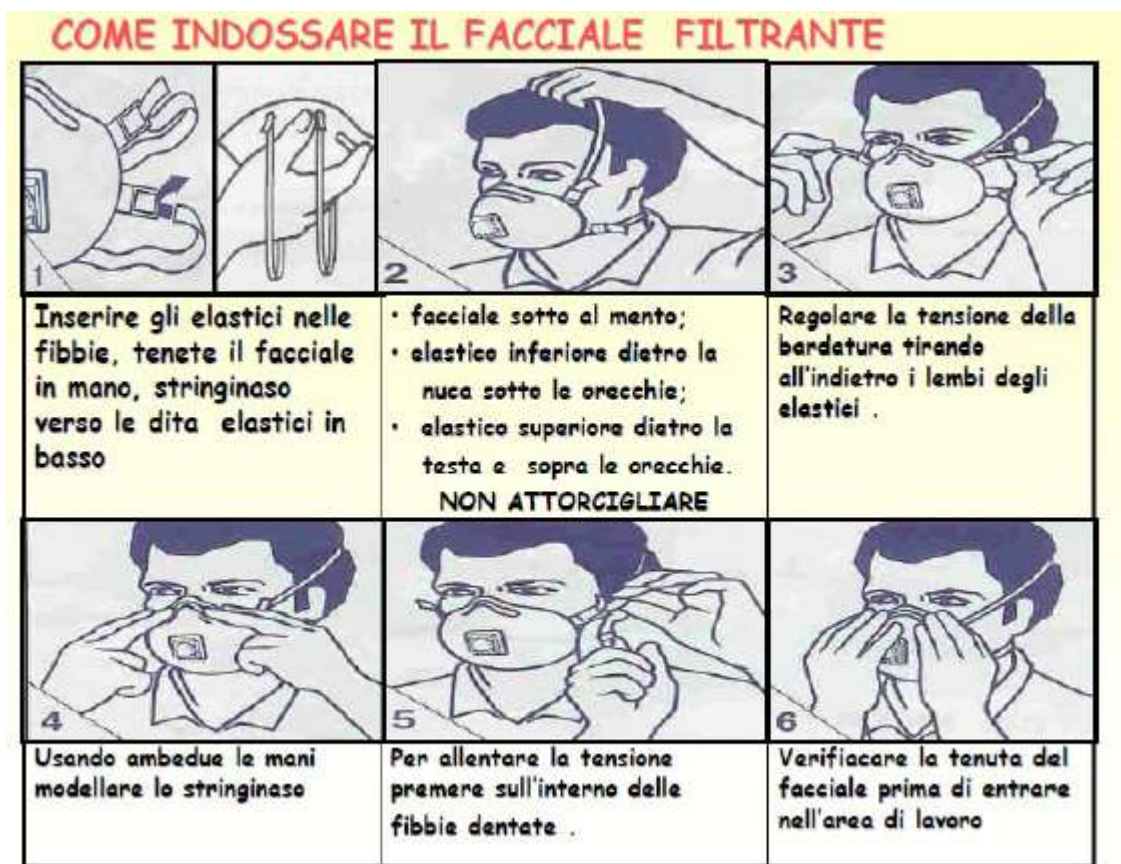 COME INDOSSARE IL FACCIALE FILTRANTE
1
Inserire gli elastici nelle
fibbie, tenete il facciale
in mano, stringinaso
verso le dita elastici in
basso
2
• facciale sotto al mento;
• elastico inferiore dietro la
nuca sotto le orecchie;
• elastico superiore dietro la
testa e sopra le orecchie.
NON ATTORCIGLIARE
3
Regolare la tensione della
bardatura tirando
all'indietro i lembi degli
elastici .
4
Usando ambedue le mani
modellare lo stringinaso
5
Per allentare la tensione
premere sull'interno delle
fibbie dentate .
6
Verifiacare la tenuta del
facciale prima di entrare
nell'area di lavoro